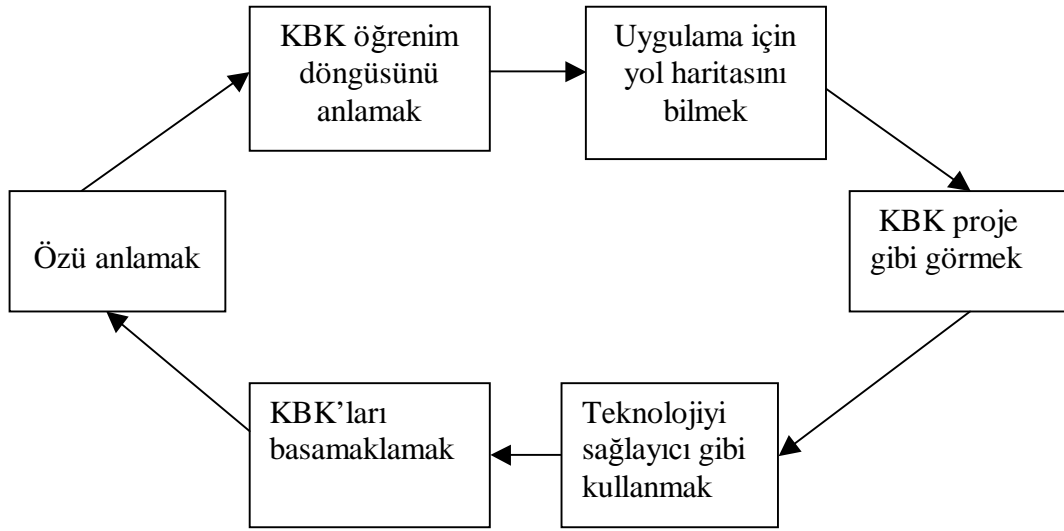 KBK öğrenim
döngüsünü
anlamak
Uygulama için
yol haritasını
bilmek
KBK proje
gibi görmek
Teknolojiyi
sağlayıcı gibi
kullanmak
KBK’ları
basamaklamak
Özü anlamak